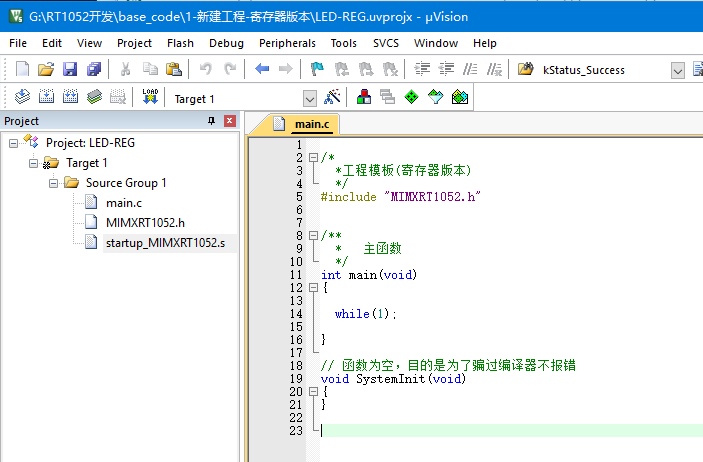 G:\RT1052开发\base_code\1-新建工程-寄存器版本\LED-REG.uvprojx - µVision
File Edit View Project Flash Debug Peripherals Tools SVCS Window Help
kStatus_Success
LOAD Target 1
Project
main.c
Project: LED-REG
Target 1
Source Group 1
main.c
MIMXRT1052.h
startup_MIMXRT1052.s
1
2 /*
3 *工程模板(寄存器版本)
4 */
5 #include "MIMXRT1052.h"
6
7
8 /**
9 * 主函数
10 */
11 int main(void)
12 {
13
14 while(1);
15
16 }
17
18 // 函数为空，目的是为了骗过编译器不报错
19 void SystemInit(void)
20 {
21 }
22
23